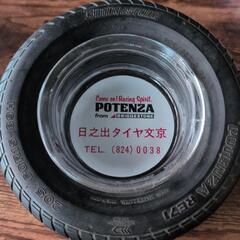 Come on! Racing Spirit.
POTENZA
from BRIDGESTONE
日之出タイヤ文京
TEL. (824) 0038
POTENZA RE71